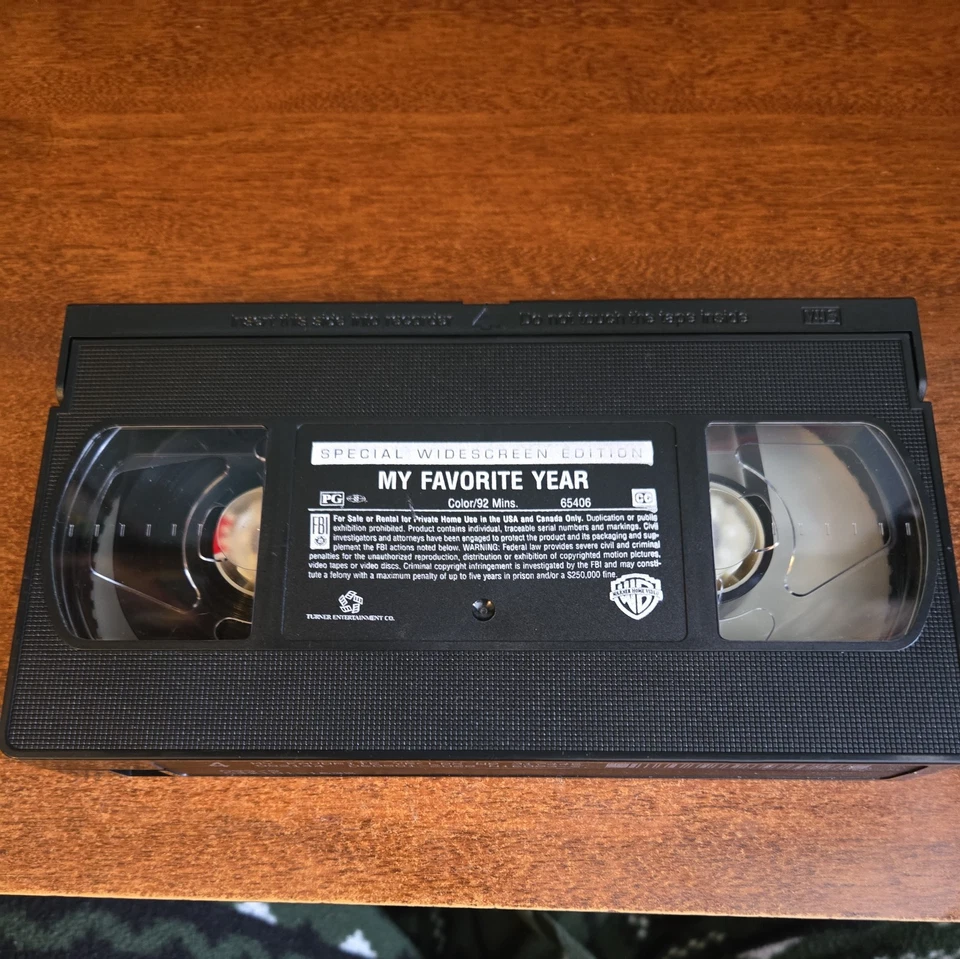 Insert this side into recorder Do not touch the tape inside VHS
SPECIAL WIDESCREEN EDITION
MY FAVORITE YEAR
PG Color/92 Mins. 65406 CC
FBI
For Sale or Rental for Private Home Use in the USA and Canada Only. Duplication or public
exhibition prohibited. Product contains individual, traceable serial numbers and markings. Civil
investigators and attorneys have been engaged to protect the product and its packaging and sup-
plement the FBI actions noted below. WARNING: Federal law provides severe civil and criminal
penalties for the unauthorized reproduction, distribution or exhibition of copyrighted motion pictures,
video tapes or video discs. Criminal copyright infringement is investigated by the FBI and may consti-
tute a felony with a maximum penalty of up to five years in prison and/or a $250,000 fine.
WARNER HOME VIDEO
TURNER ENTERTAINMENT CO.